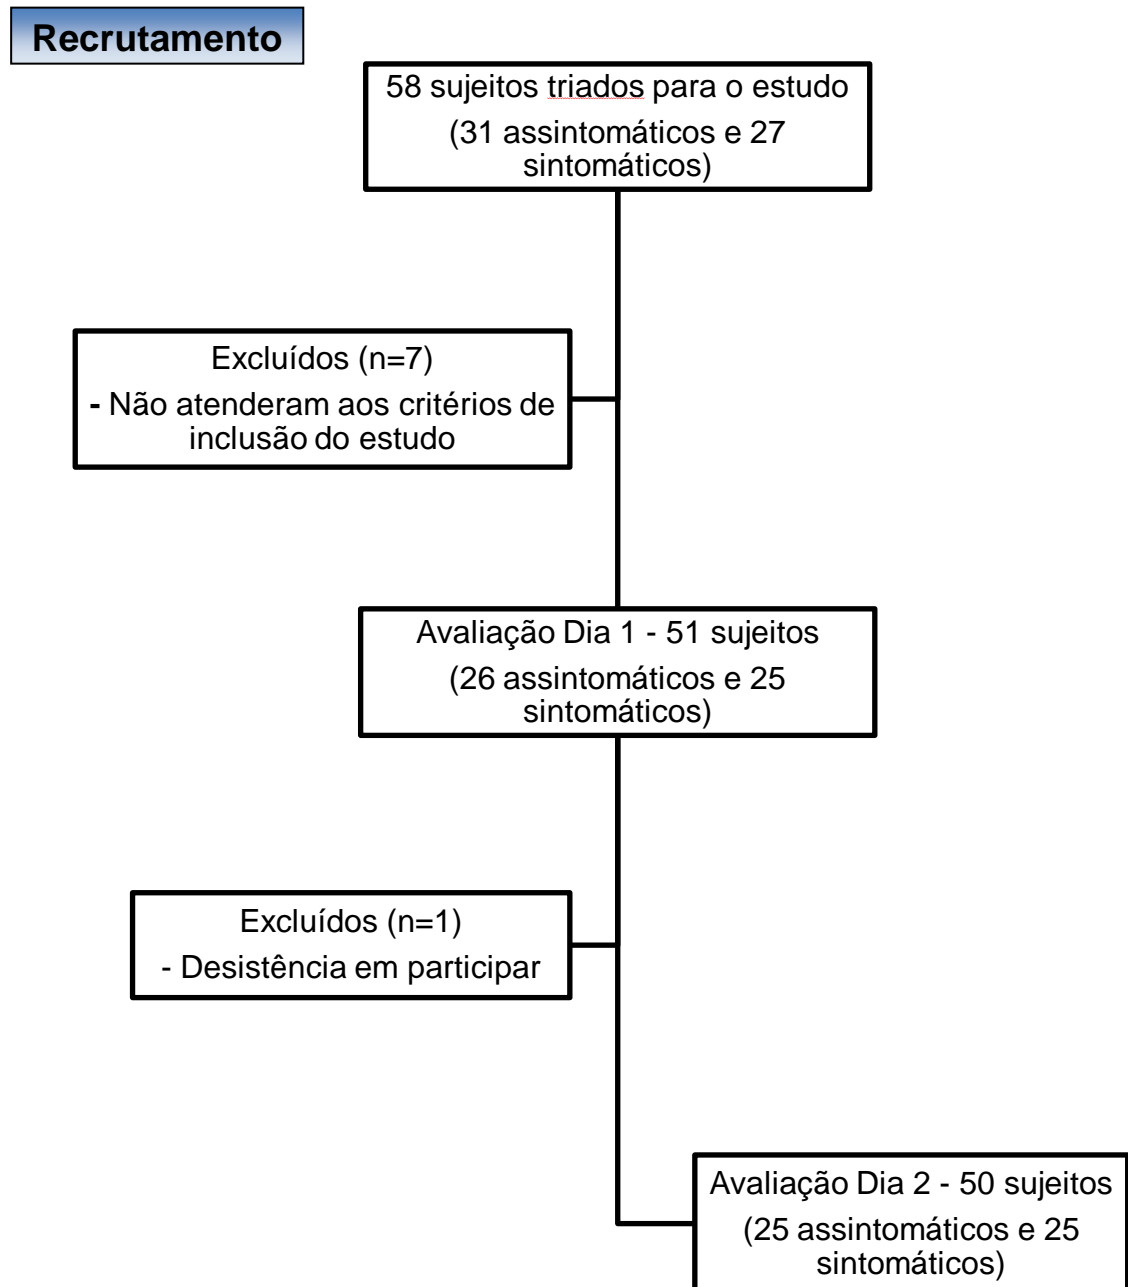 Recrutamento
58 sujeitos triados para o estudo
(31 assintomáticos e 27
sintomáticos)
Excluídos (n=7)
- Não atenderam aos critérios de
inclusão do estudo
Avaliação Dia 1 - 51 sujeitos
(26 assintomáticos e 25
sintomáticos)
Excluídos (n=1)
- Desistência em participar
Avaliação Dia 2 - 50 sujeitos
(25 assintomáticos e 25
sintomáticos)